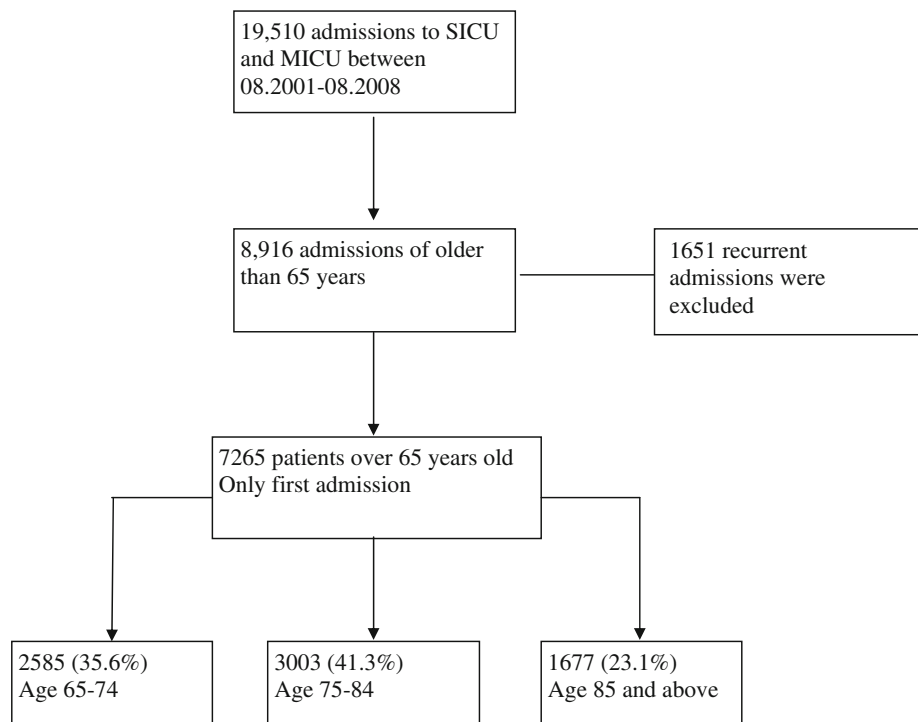 19,510 admissions to SICU
and MICU between
08.2001-08.2008
8,916 admissions of older
than 65 years
1651 recurrent
admissions were
excluded
7265 patients over 65 years old
Only first admission
2585 (35.6%)
Age 65-74
3003 (41.3%)
Age 75-84
1677 (23.1%)
Age 85 and above